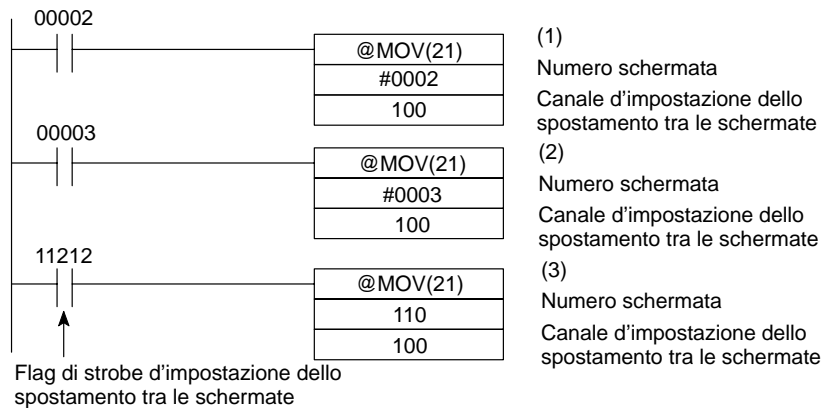 00002
@MOV(21)
#0002
100
(1)
Numero schermata
Canale d'impostazione dello
spostamento tra le schermate
00003
@MOV(21)
#0003
100
(2)
Numero schermata
Canale d'impostazione dello
spostamento tra le schermate
11212
@MOV(21)
110
100
(3)
Numero schermata
Canale d'impostazione dello
spostamento tra le schermate
Flag di strobe d'impostazione dello
spostamento tra le schermate